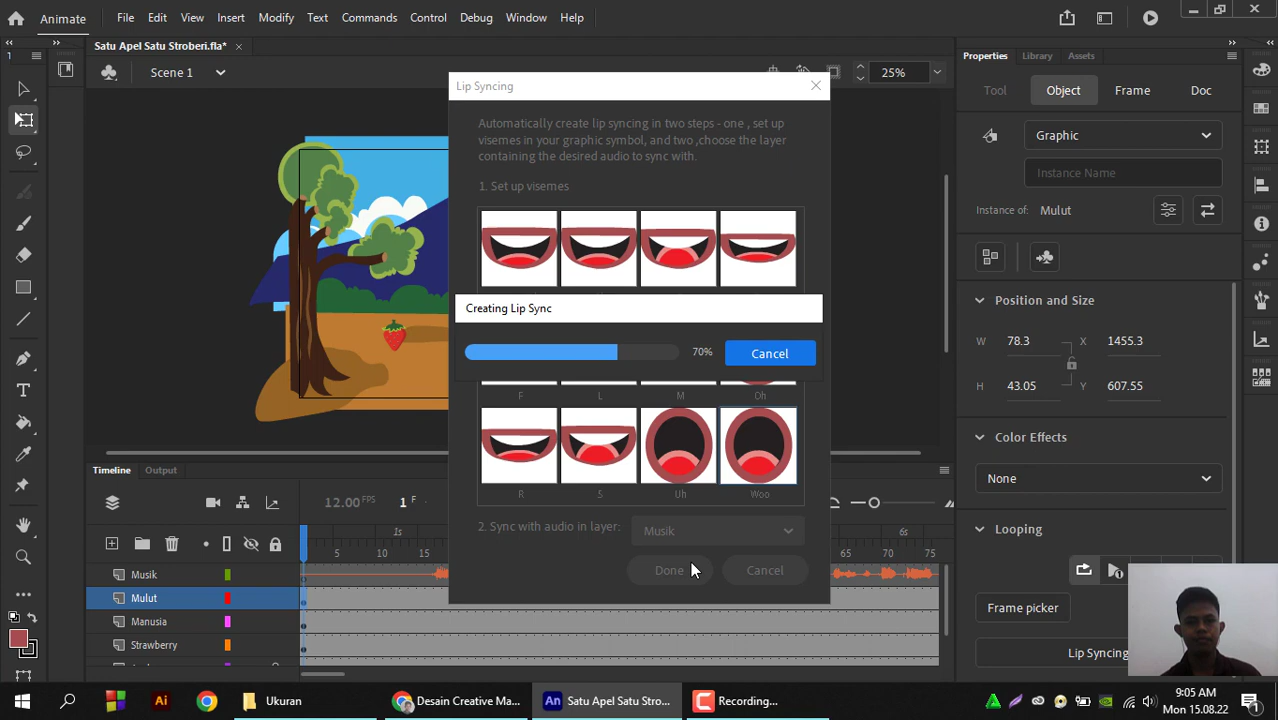 Animate File Edit View Insert Modify Text Commands Control Debug Window Help
Satu Apel Satu Stroberi.fla*
Scene 1
25%
Lip Syncing
Automatically create lip syncing in two steps - one , set up
visemes in your graphic symbol, and two ,choose the layer
containing the desired audio to sync with.
1. Set up visemes
Creating Lip Sync
70%
Cancel
F L M Oh
R S Uh Woo
2. Sync with audio in layer:
Musik
Done
Cancel
Properties Library Assets
Tool Object Frame Doc
Graphic
Instance Name
Instance of: Mulut
Position and Size
W 78.3 X 1455.3
H 43.05 Y 607.55
Color Effects
None
Looping
Frame picker
Lip Syncing
Timeline Output
12.00 FPS 1 F
1s 6s
5 10 15 65 70 75
Musik
Mulut
Manusia
Strawberry
Ukuran
Desain Creative Ma...
Satu Apel Satu Stro...
Recording...
9:05 AM
Mon 15.08.22